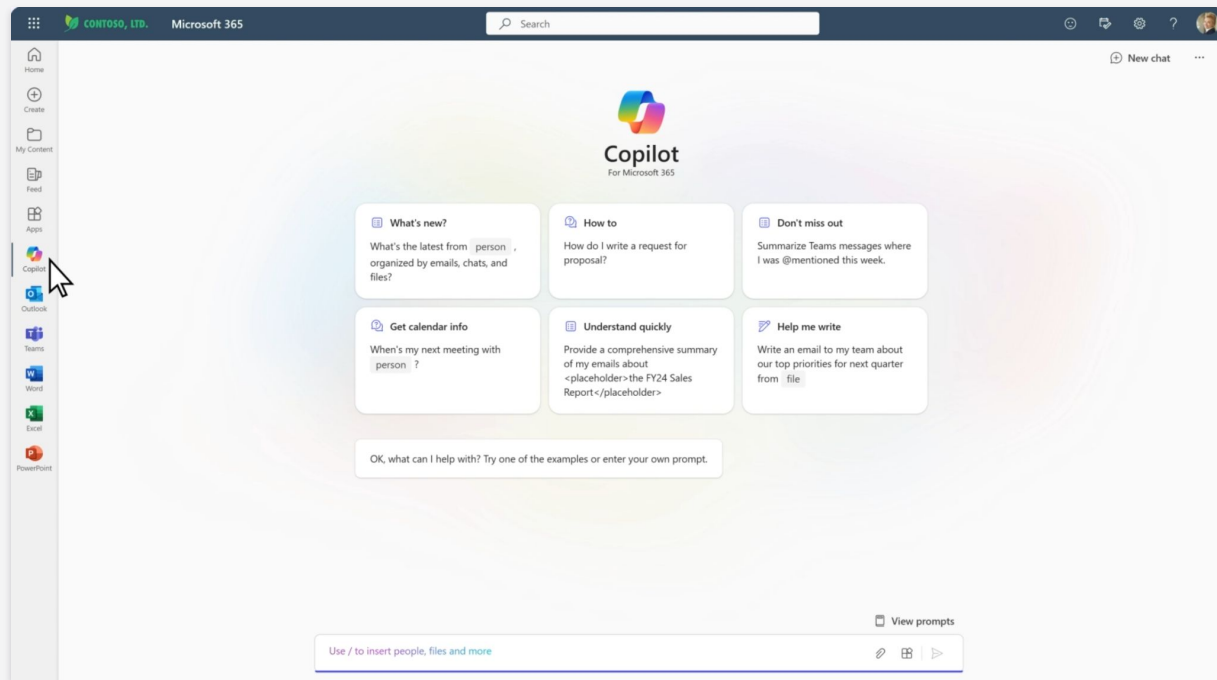 CONTOSO, LTD.
Microsoft 365
Search
New chat
Home
Create
My Content
Feed
Apps
Copilot
Outlook
Teams
Word
Excel
PowerPoint
Copilot
For Microsoft 365
What's new?
What's the latest from person ,
organized by emails, chats, and
files?
How to
How do I write a request for
proposal?
Don't miss out
Summarize Teams messages where
I was @mentioned this week.
Get calendar info
When's my next meeting with
person ?
Understand quickly
Provide a comprehensive summary
of my emails about
<placeholder>the FY24 Sales
Report</placeholder>
Help me write
Write an email to my team about
our top priorities for next quarter
from file
OK, what can I help with? Try one of the examples or enter your own prompt.
View prompts
Use / to insert people, files and more